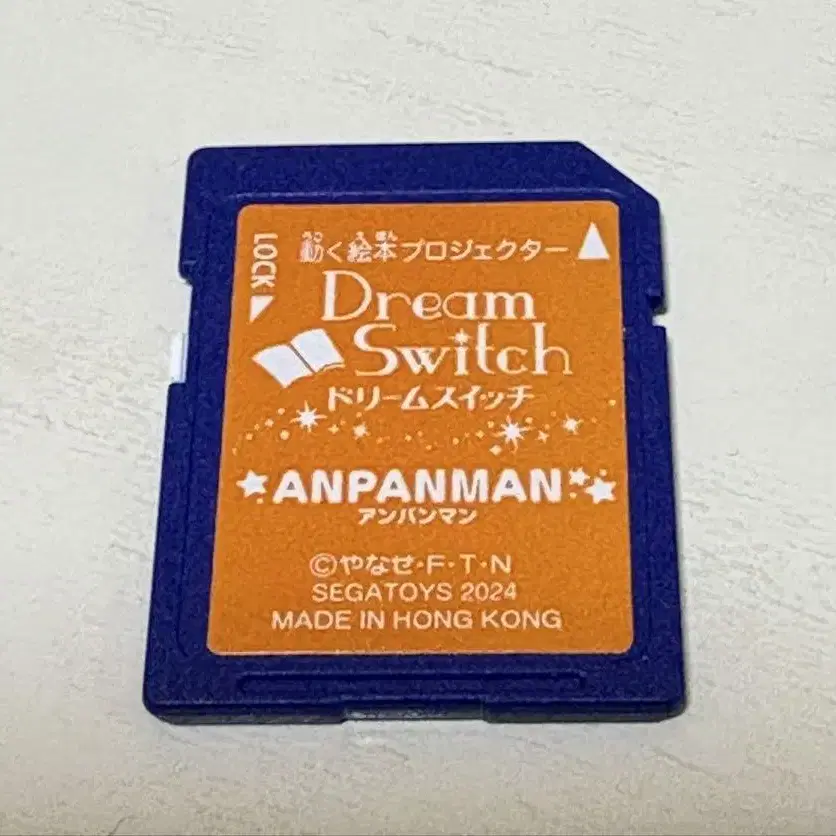 動く絵本プロジェクター
LOCK
Dream
Switch
ドリームスイッチ
ANPANMAN
アンパンマン
©やなせ・F・T・N
SEGATOYS 2024
MADE IN HONG KONG